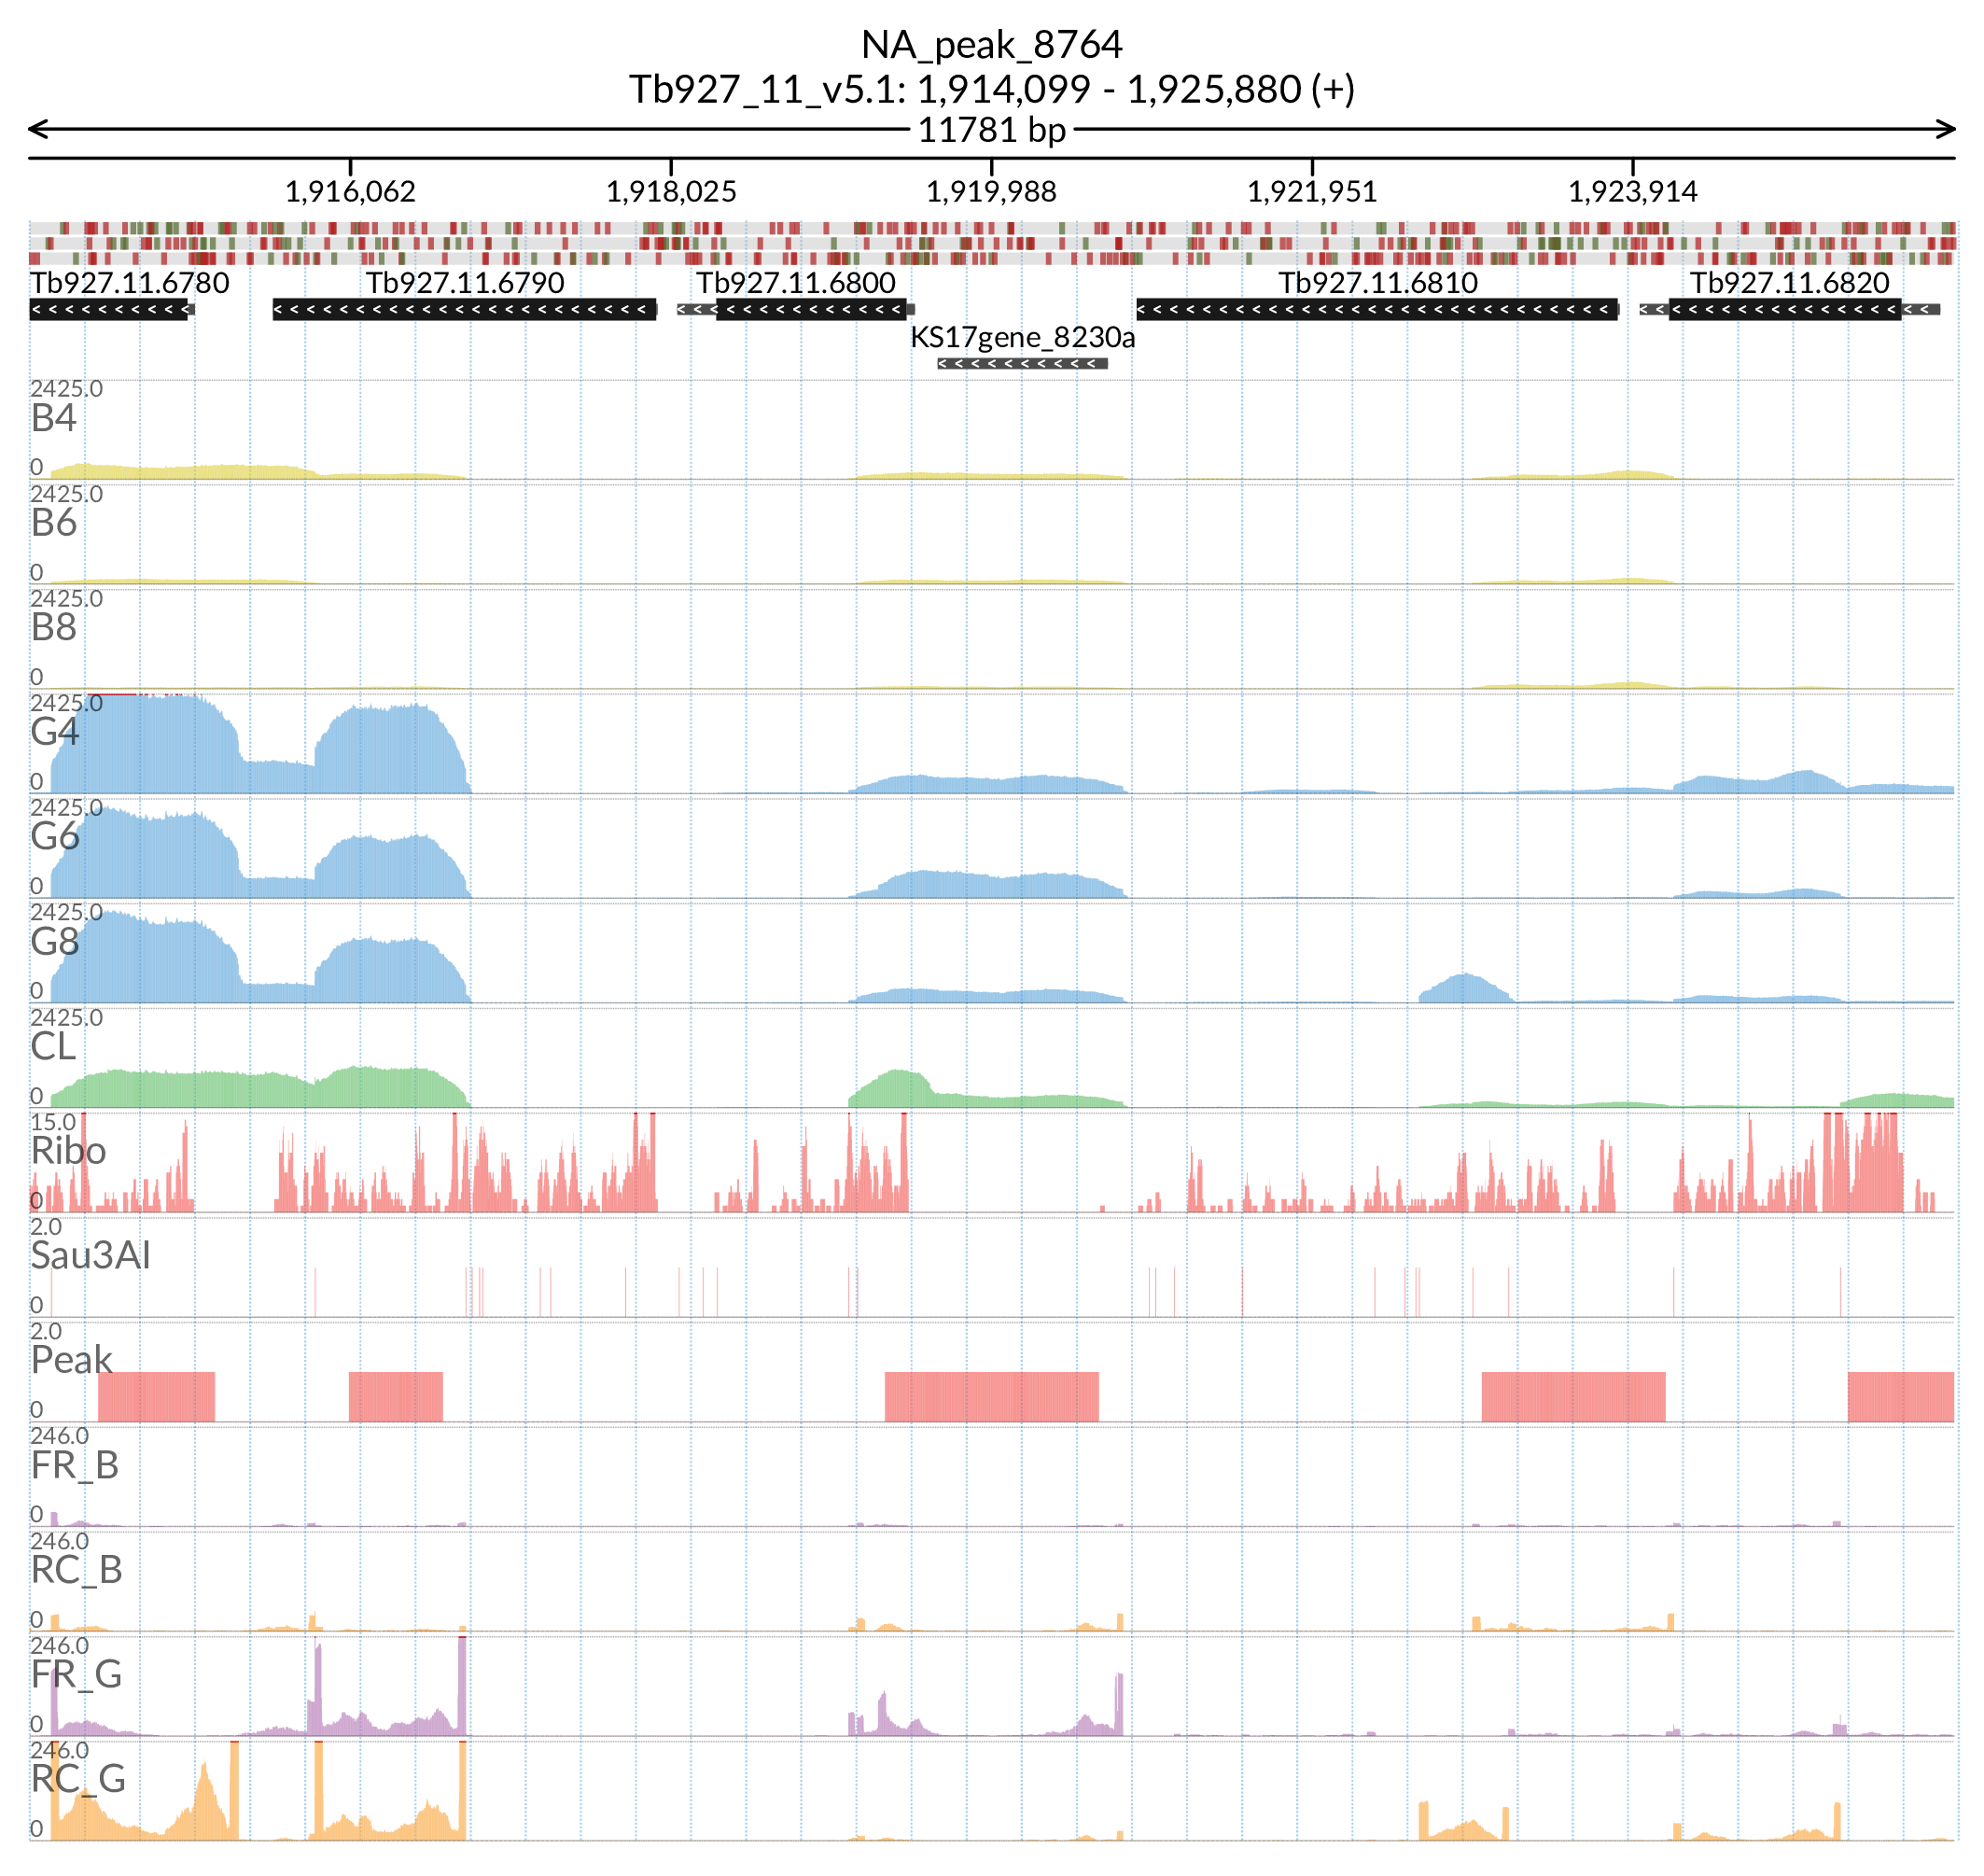 NA_peak_8764
Tb927_11_v5.1: 1,914,099 - 1,925,880 (+)
11781 bp
1,916,062 1,918,025 1,919,988 1,921,951 1,923,914
Tb927.11.6780 Tb927.11.6790 Tb927.11.6800 Tb927.11.6810 Tb927.11.6820
KS17gene_8230a
2425.0
B4
0
2425.0
B6
0
2425.0
B8
0
2425.0
G4
0
2425.0
G6
0
2425.0
G8
0
2425.0
CL
0
15.0
Ribo
0
2.0
Sau3AI
0
2.0
Peak
0
246.0
FR_B
0
246.0
RC_B
0
246.0
FR_G
0
246.0
RC_G
0